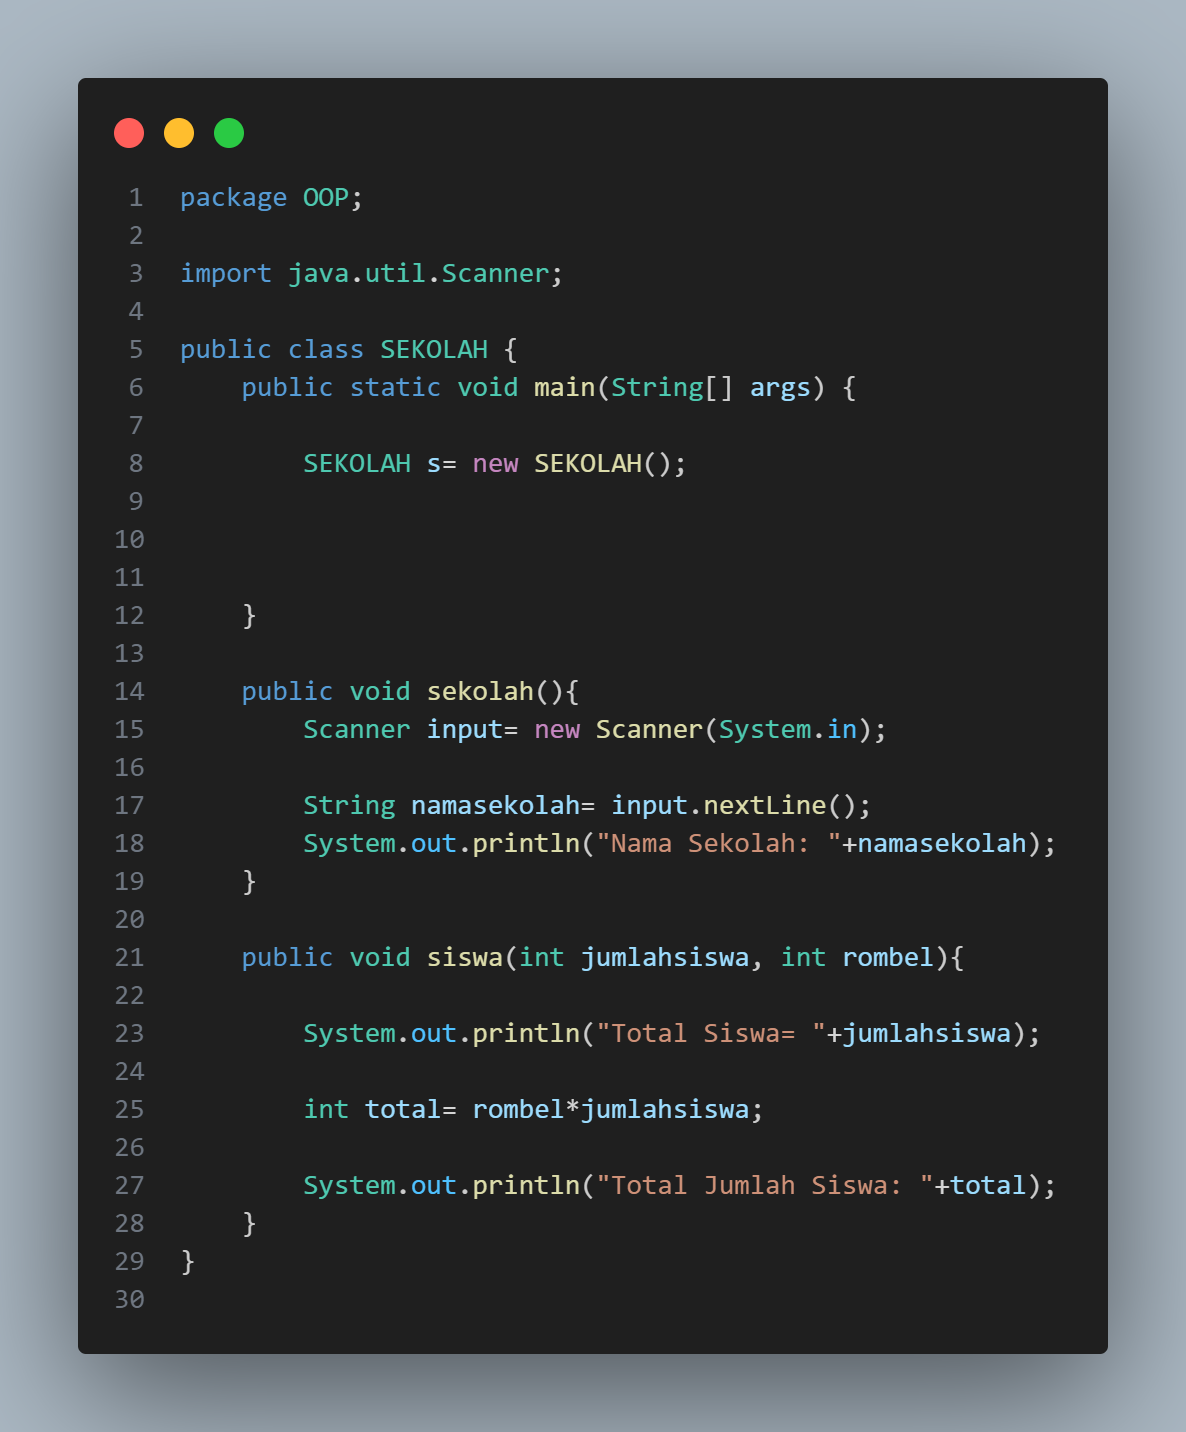 1 package OOP;
2
3 import java.util.Scanner;
4
5 public class SEKOLAH {
6     public static void main(String[] args) {
7
8         SEKOLAH s= new SEKOLAH();
9
10
11
12     }
13
14     public void sekolah(){
15         Scanner input= new Scanner(System.in);
16
17         String namasekolah= input.nextLine();
18         System.out.println("Nama Sekolah: "+namasekolah);
19     }
20
21     public void siswa(int jumlahsiswa, int rombel){
22
23         System.out.println("Total Siswa= "+jumlahsiswa);
24
25         int total= rombel*jumlahsiswa;
26
27         System.out.println("Total Jumlah Siswa: "+total);
28     }
29 }
30